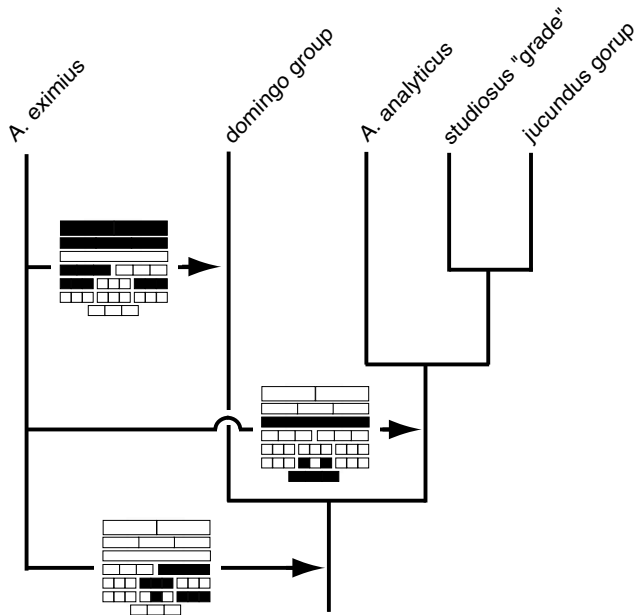 A. eximius
domingo group
A. analyticus
studiosus "grade"
jucundus gorup